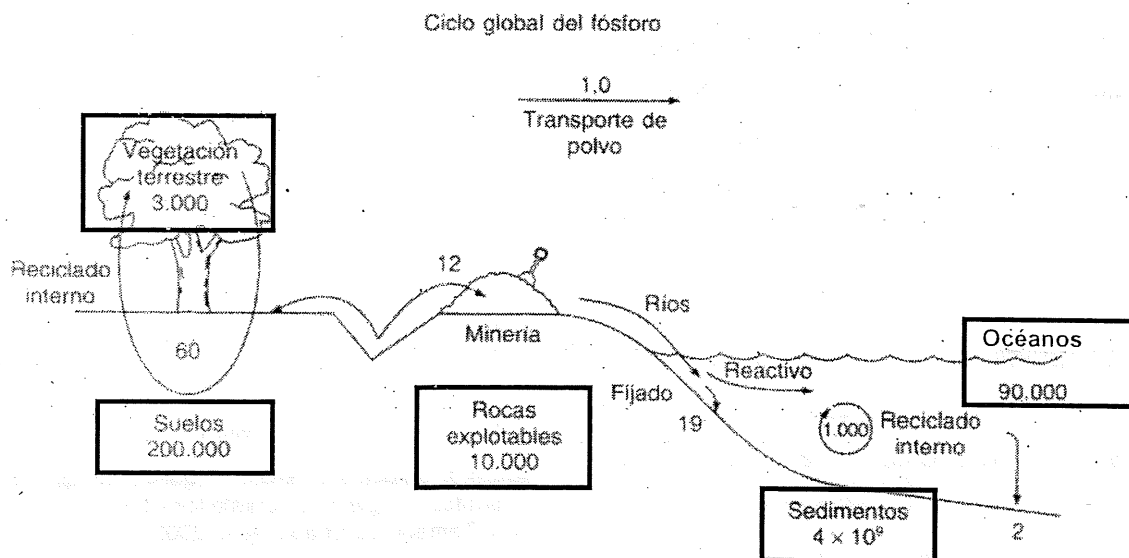 Ciclo global del fósforo
1,0
Transporte de
polvo
Vegetación
terrestre
3.000
Reciclado
interno
60
Suelos
200.000
12
Minería
Rocas
explotables
10.000
Ríos
Reactivo
Fijado
19
Océanos
90.000
1.000
Reciclado
interno
Sedimentos
4 × 10⁹
2